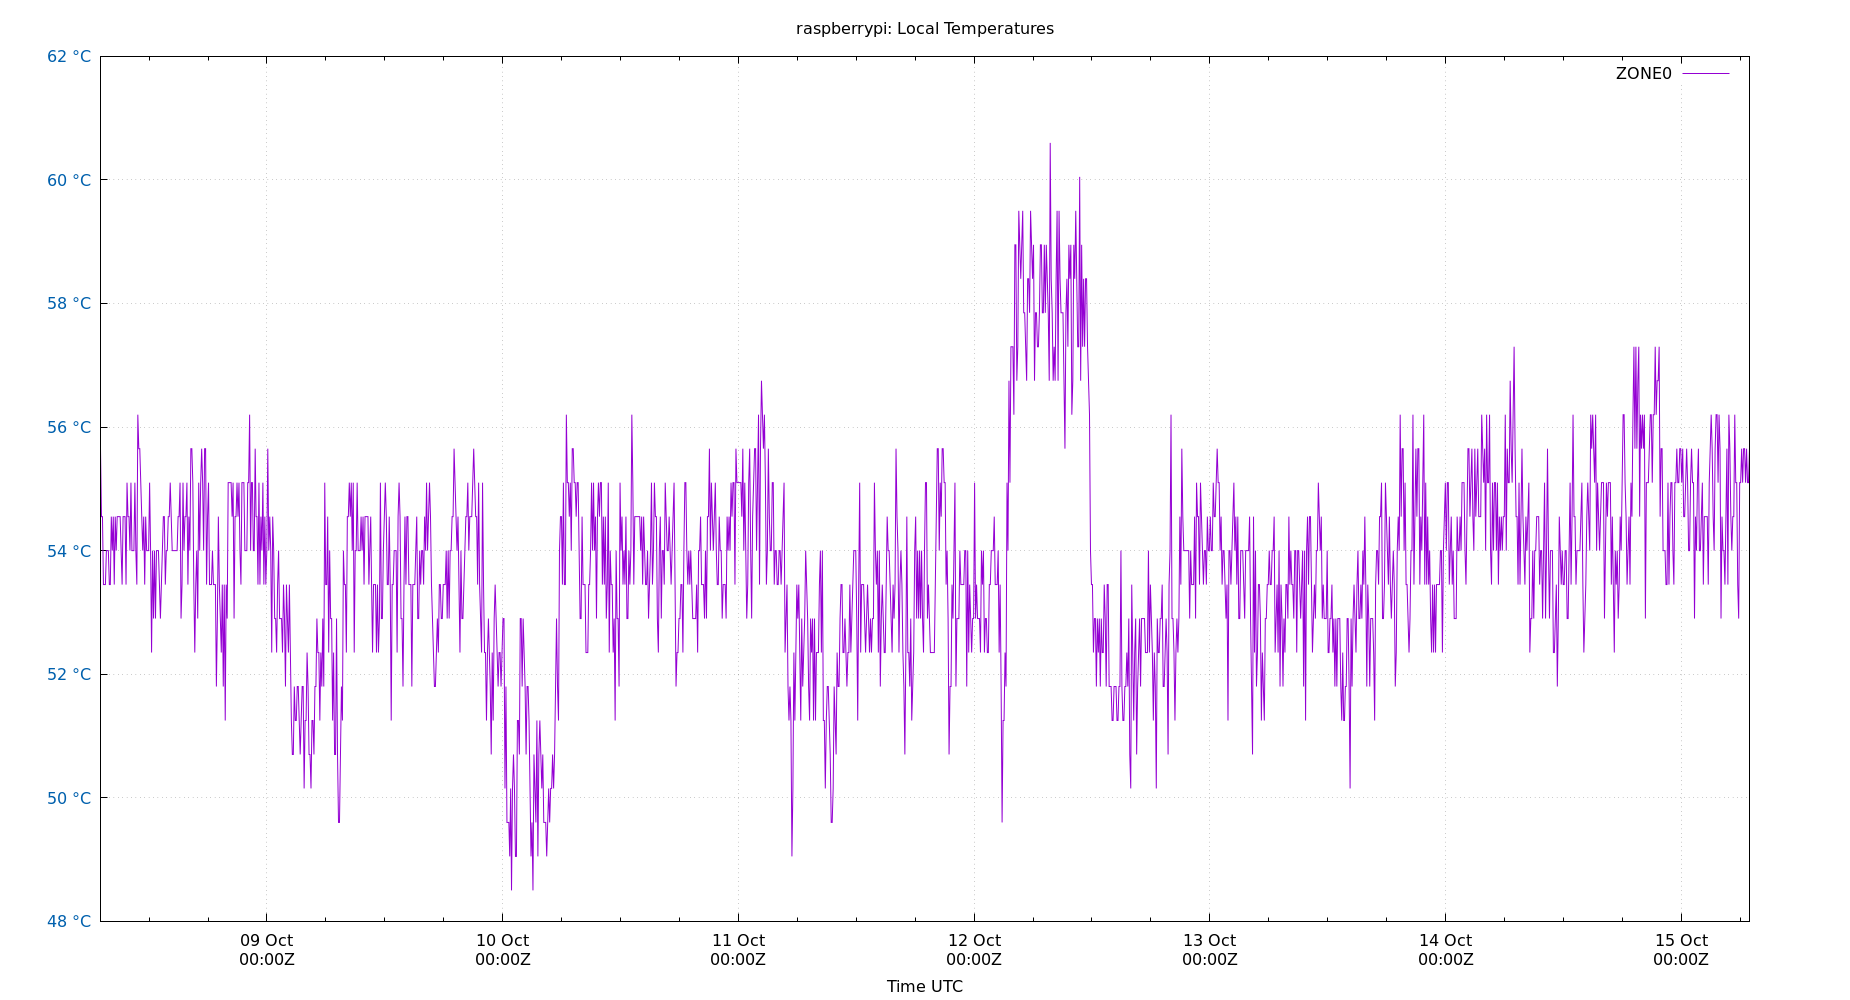 raspberrypi: Local Temperatures
ZONE0
62 °C
60 °C
58 °C
56 °C
54 °C
52 °C
50 °C
48 °C
09 Oct
00:00Z
10 Oct
00:00Z
11 Oct
00:00Z
12 Oct
00:00Z
13 Oct
00:00Z
14 Oct
00:00Z
15 Oct
00:00Z
Time UTC